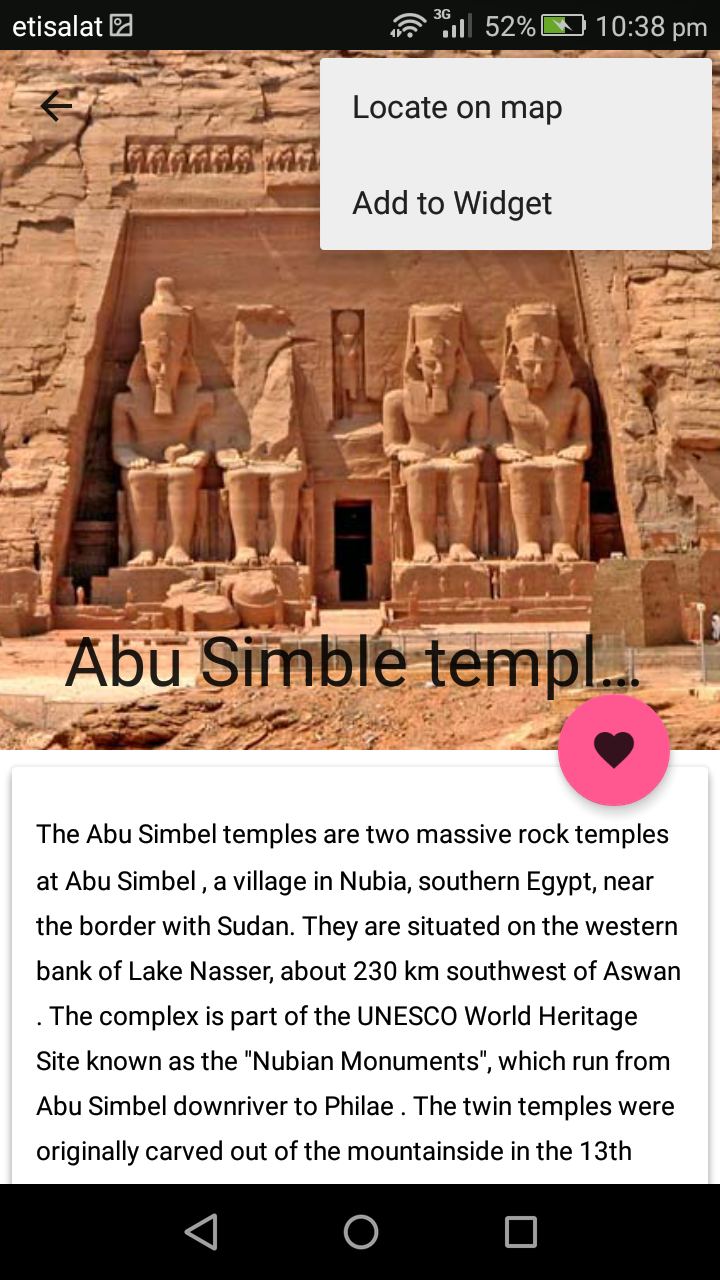 etisalat 3G 52% 10:38 pm
Locate on map
Add to Widget
Abu Simble templ...
The Abu Simbel temples are two massive rock temples
at Abu Simbel , a village in Nubia, southern Egypt, near
the border with Sudan. They are situated on the western
bank of Lake Nasser, about 230 km southwest of Aswan
. The complex is part of the UNESCO World Heritage
Site known as the "Nubian Monuments", which run from
Abu Simbel downriver to Philae . The twin temples were
originally carved out of the mountainside in the 13th